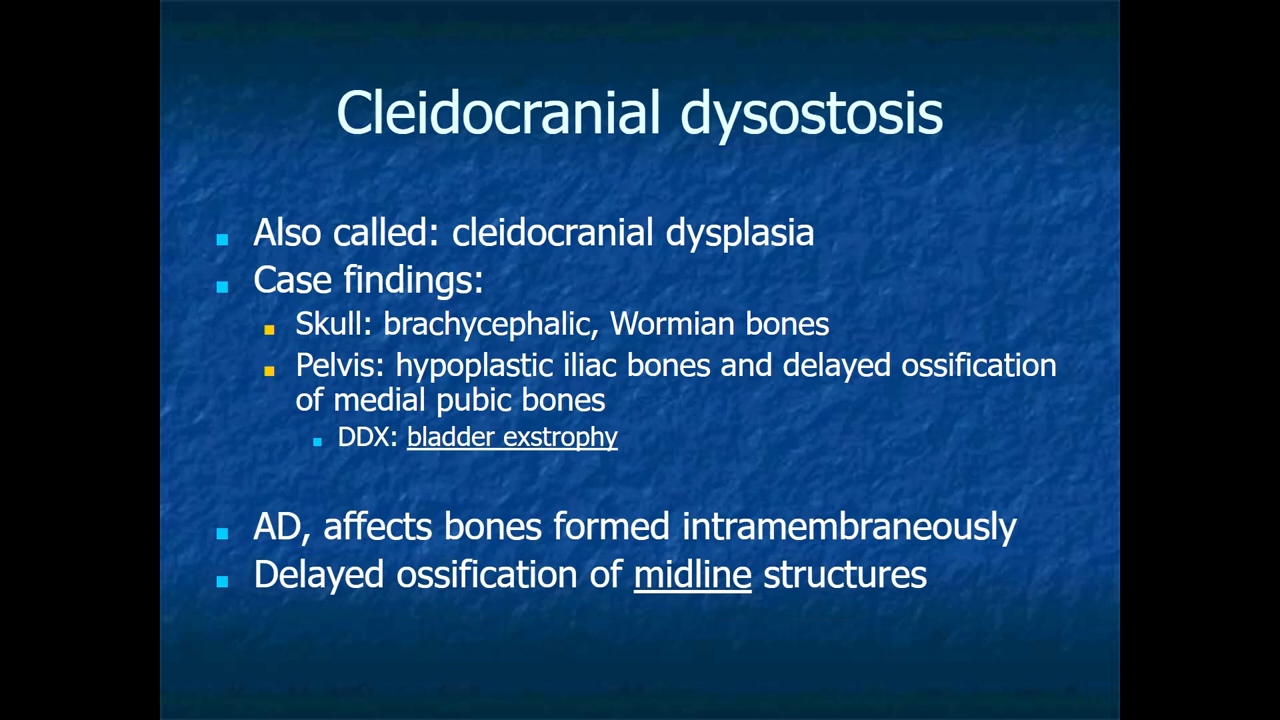 Cleidocranial dysostosis
Also called: cleidocranial dysplasia
Case findings:
Skull: brachycephalic, Wormian bones
Pelvis: hypoplastic iliac bones and delayed ossification
of medial pubic bones
DDX: bladder exstrophy
AD, affects bones formed intramembraneously
Delayed ossification of midline structures